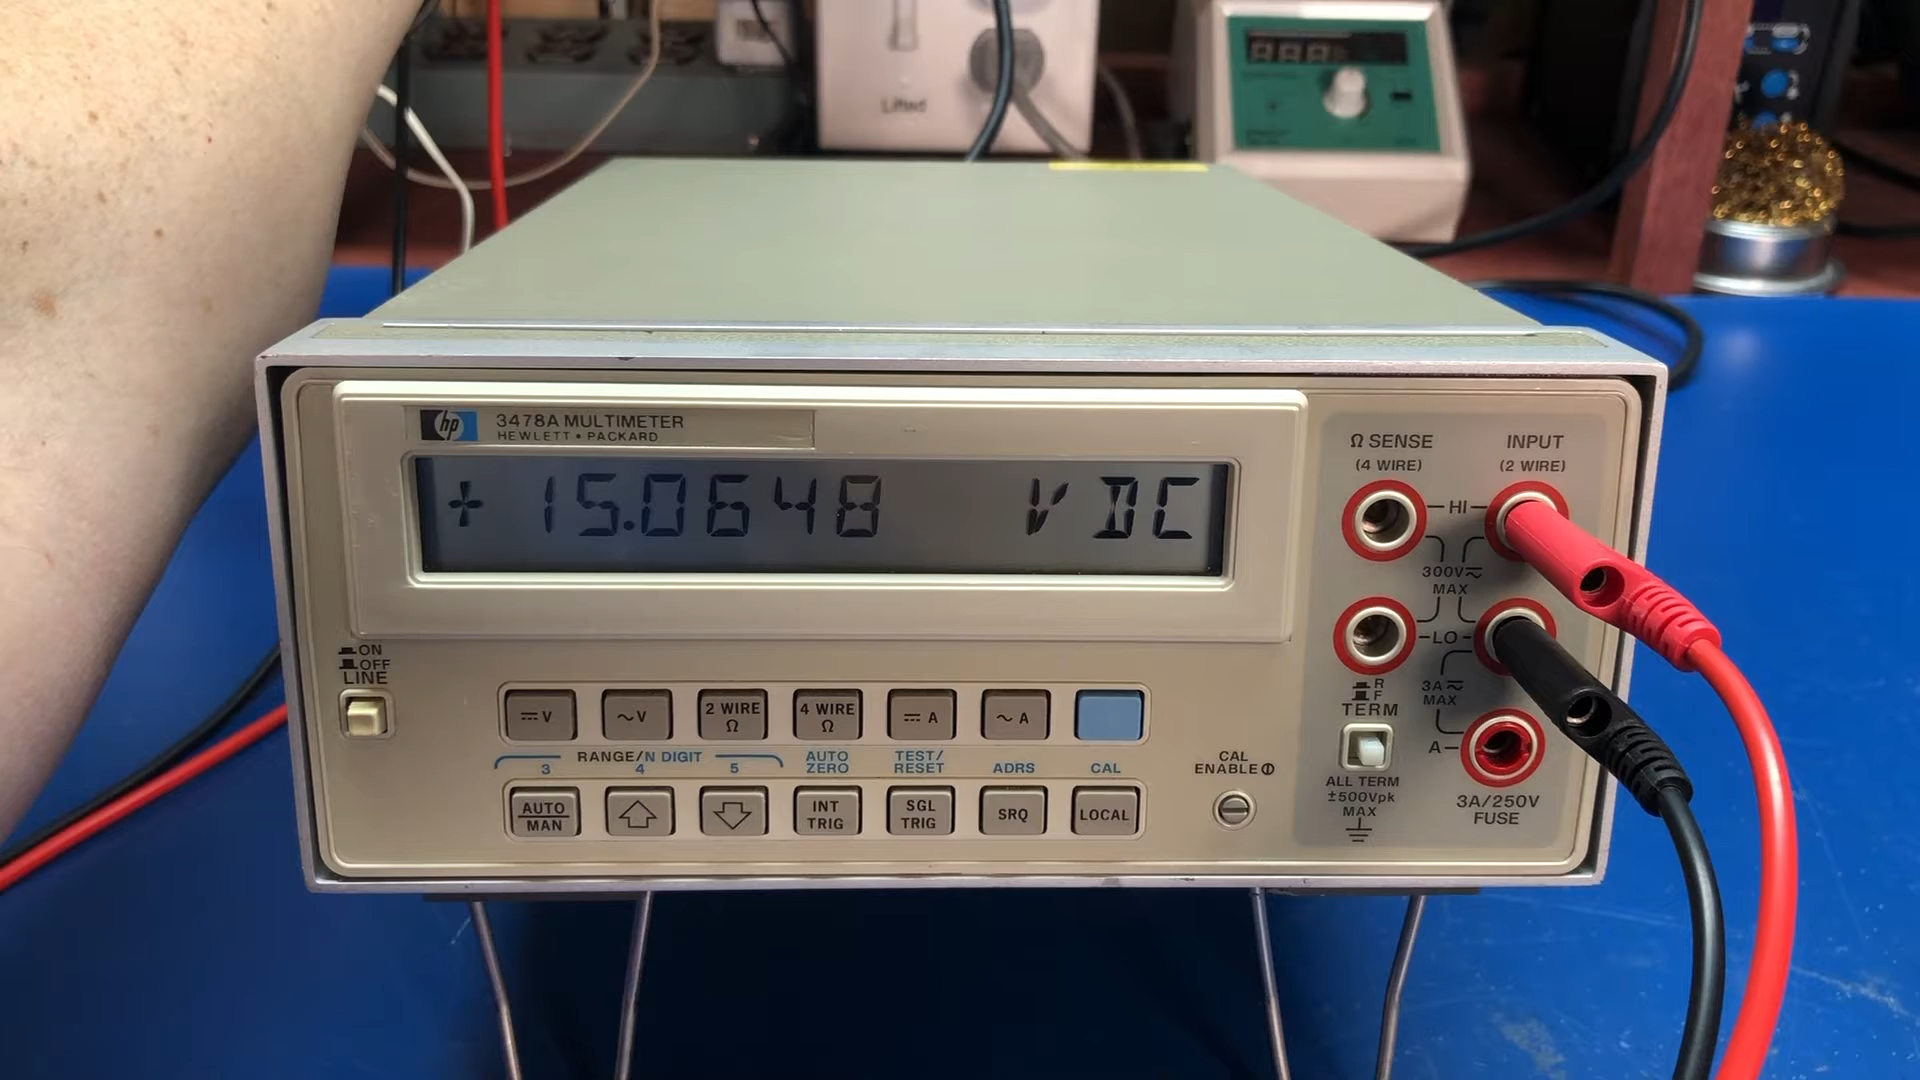 Lifted
hp 3478A MULTIMETER
HEWLETT • PACKARD
+ 15.0648 V DC
Ω SENSE
(4 WIRE)
INPUT
(2 WIRE)
HI
300V⎓
MAX
LO
3A⎓
MAX
A
R
F
TERM
ALL TERM
±500Vpk
MAX
3A/250V
FUSE
ON
OFF
LINE
⎓V
~V
2 WIRE
Ω
4 WIRE
Ω
⎓A
~A
RANGE/N DIGIT
3
4
5
AUTO
ZERO
TEST/
RESET
ADRS
CAL
AUTO
MAN
INT
TRIG
SGL
TRIG
SRQ
LOCAL
CAL
ENABLE